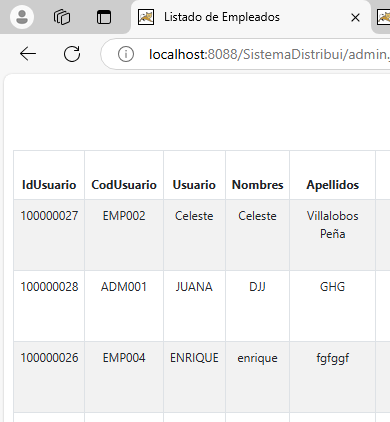 Listado de Empleados
localhost:8088/SistemaDistribui/admin.
IdUsuario CodUsuario Usuario Nombres Apellidos
100000027 EMP002 Celeste Celeste Villalobos
Peña
100000028 ADM001 JUANA DJJ GHG
100000026 EMP004 ENRIQUE enrique fgfggf